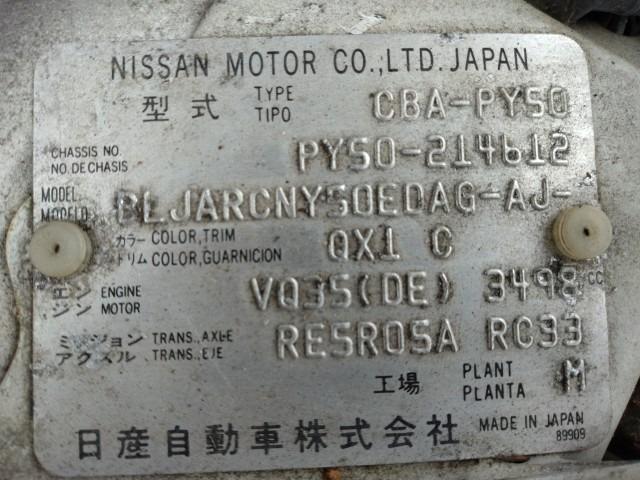 NISSAN MOTOR CO.,LTD. JAPAN
型式 TYPE TIPO CBA-PY50
CHASSIS NO. NO.DE CHASIS PY50-214612
MODEL MODELO BLJARCNY50EDAG-AJ-
カラー COLOR,TRIM トリム COLOR,GUARNICION QX1 C
エンジン ENGINE MOTOR VQ35(DE) 3498 CC
ミッション TRANS.,AXLE アクスル TRANS.,EJE RE5R05A RC33
工場 PLANT PLANTA M
日産自動車株式会社 MADE IN JAPAN
89909